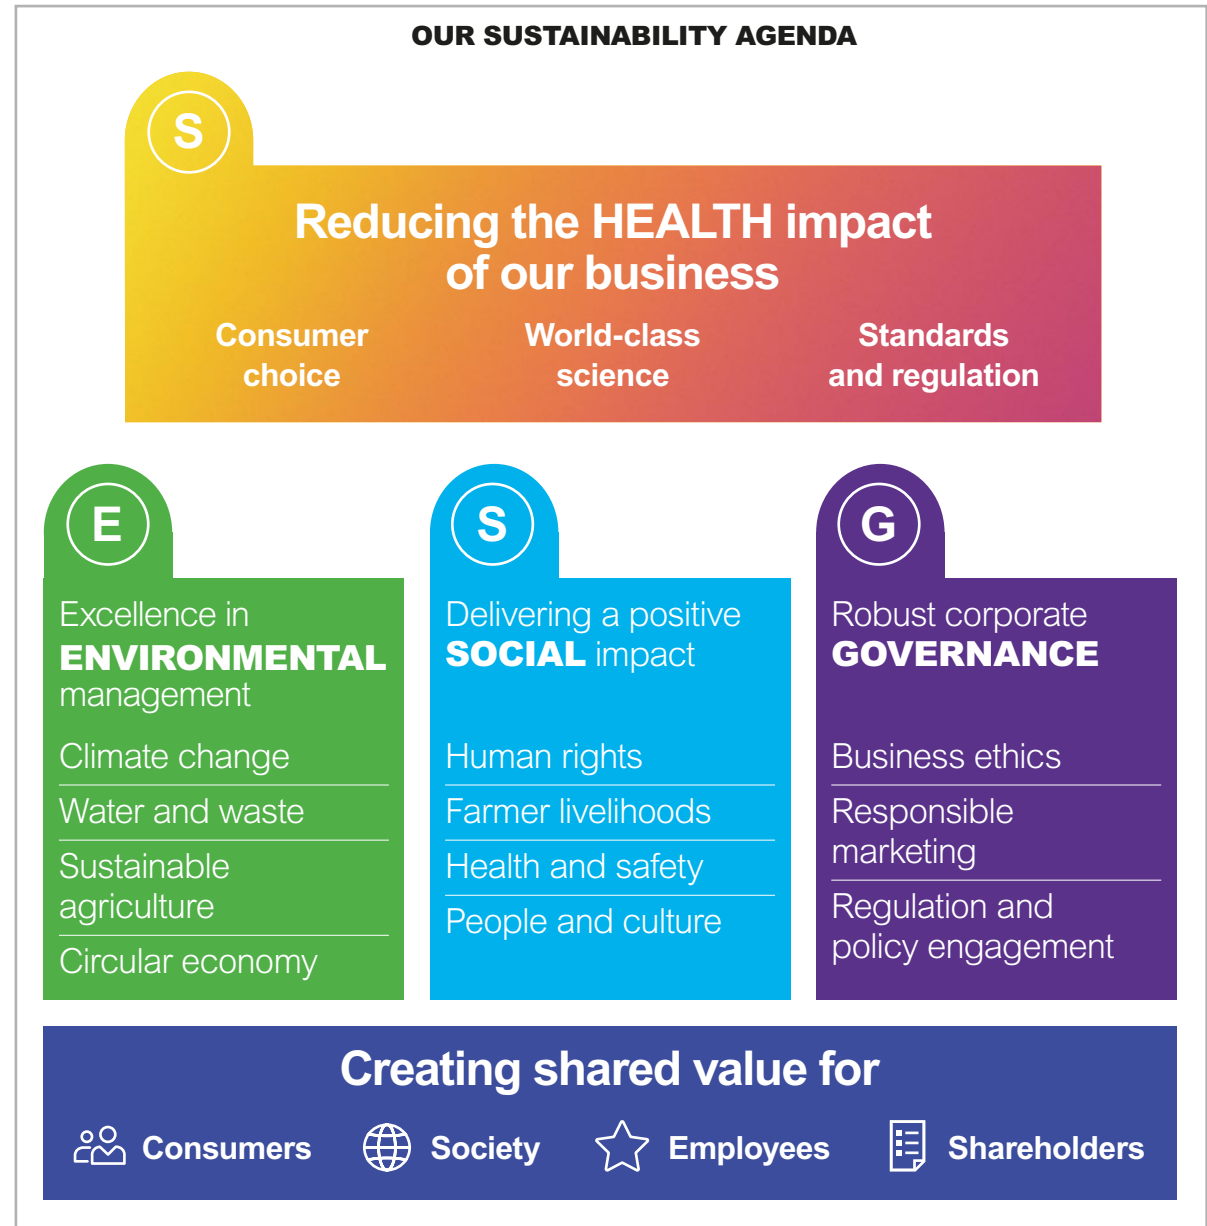 OUR SUSTAINABILITY AGENDA
S
Reducing the HEALTH impact
of our business
Consumer
choice
World-class
science
Standards
and regulation
E
Excellence in
ENVIRONMENTAL
management
Climate change
Water and waste
Sustainable
agriculture
Circular economy
S
Delivering a positive
SOCIAL impact
Human rights
Farmer livelihoods
Health and safety
People and culture
G
Robust corporate
GOVERNANCE
Business ethics
Responsible
marketing
Regulation and
policy engagement
Creating shared value for
Consumers
Society
Employees
Shareholders